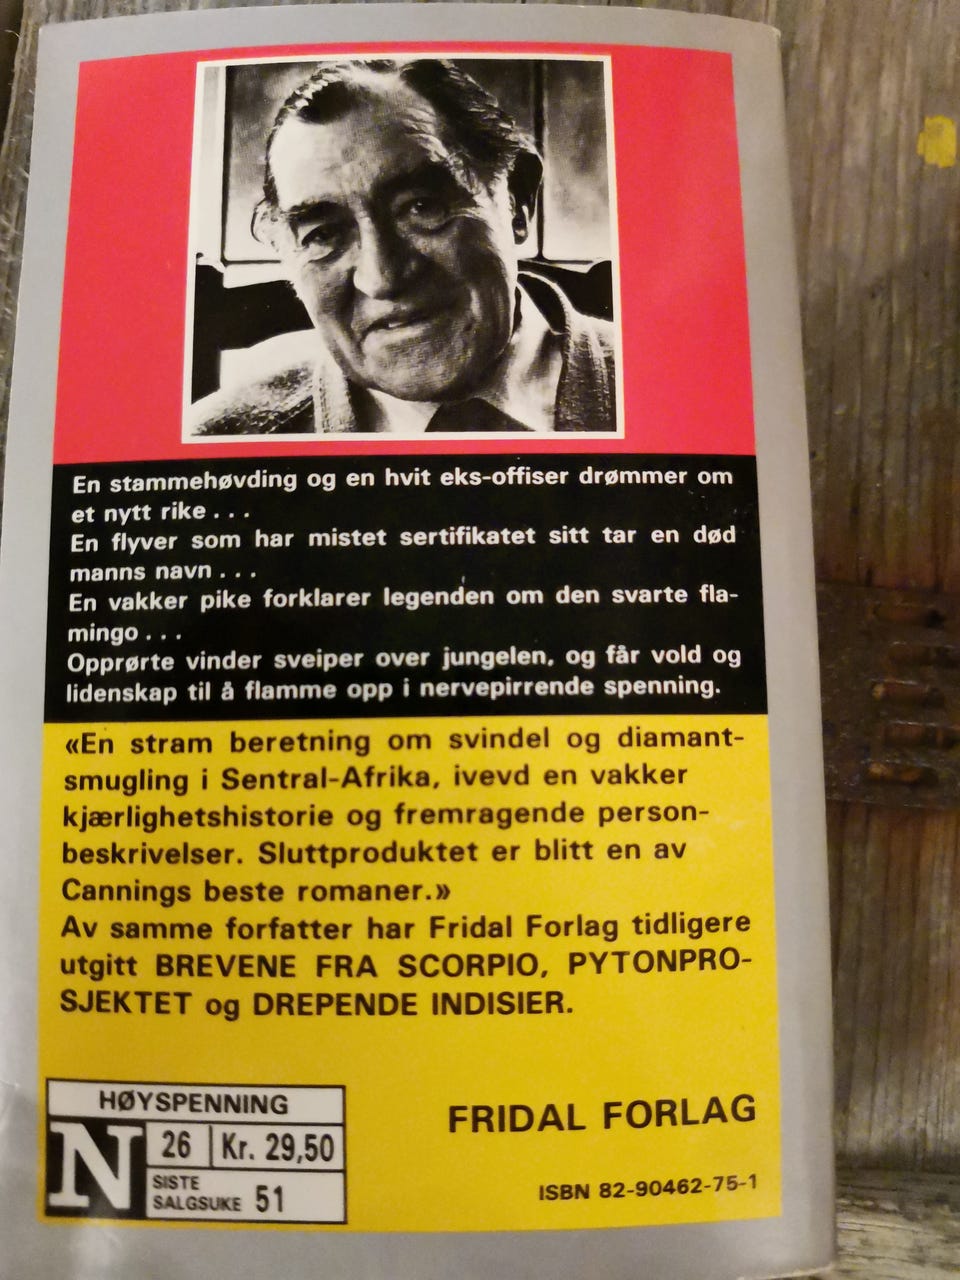 En stammehøvding og en hvit eks-offiser drømmer om
et nytt rike . . .
En flyver som har mistet sertifikatet sitt tar en død
manns navn . . .
En vakker pike forklarer legenden om den svarte fla-
mingo . . .
Opprørte vinder sveiper over jungelen, og får vold og
lidenskap til å flamme opp i nervepirrende spenning.
«En stram beretning om svindel og diamant-
smugling i Sentral-Afrika, ivevd en vakker
kjærlighetshistorie og fremragende person-
beskrivelser. Sluttproduktet er blitt en av
Cannings beste romaner.»
Av samme forfatter har Fridal Forlag tidligere
utgitt BREVENE FRA SCORPIO, PYTONPRO-
SJEKTET og DREPENDE INDISIER.
HØYSPENNING
N 26 Kr. 29,50
SISTE
SALGSUKE 51
FRIDAL FORLAG
ISBN 82-90462-75-1